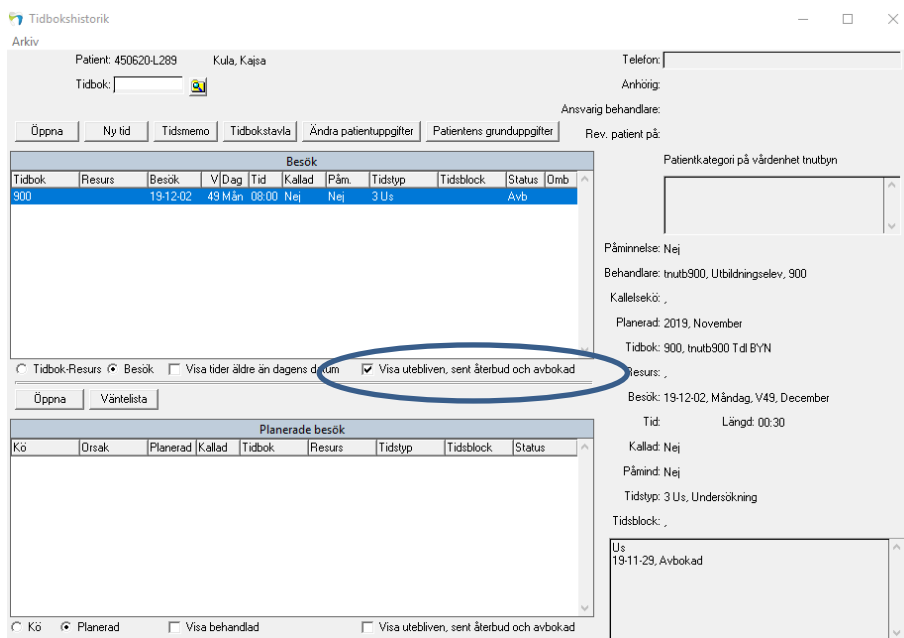 Tidbokshistorik
Arkiv
Patient: 450620-L289 Kula, Kajsa
Tidbok:
Öppna Ny tid Tidsmemo Tidbokstavla Ändra patientuppgifter Patientens grunduppgifter
Besök
Tidbok Resurs Besök V Dag Tid Kallad Påm. Tidstyp Tidsblock Status Omb
900 19-12-02 49 Mån 08:00 Nej Nej 3 Us Avb
Tidbok-Resurs Besök Visa tider äldre än dagens datum Visa utebliven, sent återbud och avbokad
Öppna Väntelista
Planerade besök
Kö Orsak Planerad Kallad Tidbok Resurs Tidstyp Tidsblock Status
Kö Planerad Visa behandlad Visa utebliven, sent återbud och avbokad
Telefon:
Anhörig:
Ansvarig behandlare:
Rev. patient på:
Patientkategori på vårdenhet tnutbyn
Påminnelse: Nej
Behandlare: tnutb900, Utbildningselev, 900
Kallelsekö: ,
Planerad: 2019, November
Tidbok: 900, tnutb900 Tdl BYN
Resurs: ,
Besök: 19-12-02, Måndag, V49, December
Tid: Längd: 00:30
Kallad: Nej
Påmind: Nej
Tidstyp: 3 Us, Undersökning
Tidsblock: ,
Us
19-11-29, Avbokad